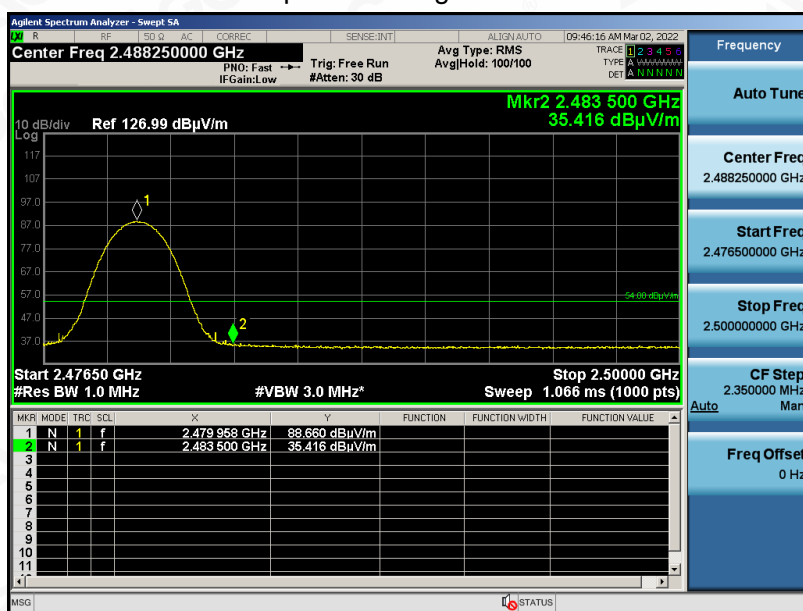 Agilent Spectrum Analyzer - Swept SA
LXI R RF 50 Ω AC CORREC SENSE:INT ALIGN AUTO 09:46:16 AM Mar 02, 2022
Center Freq 2.488250000 GHz
PNO: Fast
IFGain:Low
Trig: Free Run
#Atten: 30 dB
Avg Type: RMS
Avg|Hold: 100/100
TRACE 1 2 3 4 5 6
TYPE A
DET A N N N N N
Mkr2 2.483 500 GHz
35.416 dBµV/m
10 dB/div Ref 126.99 dBµV/m
Log
117
107
97.0
87.0
77.0
67.0
57.0
47.0
37.0
1
2
54.00 dBµV/m
Start 2.47650 GHz Stop 2.50000 GHz
#Res BW 1.0 MHz #VBW 3.0 MHz* Sweep 1.066 ms (1000 pts)
MKR MODE TRC SCL X Y FUNCTION FUNCTION WIDTH FUNCTION VALUE
1 N 1 f 2.479 958 GHz 88.660 dBµV/m
2 N 1 f 2.483 500 GHz 35.416 dBµV/m
3
4
5
6
7
8
9
10
11
MSG STATUS
Frequency
Auto Tune
Center Freq
2.488250000 GHz
Start Freq
2.476500000 GHz
Stop Freq
2.500000000 GHz
CF Step
2.350000 MHz
Auto Man
Freq Offset
0 Hz